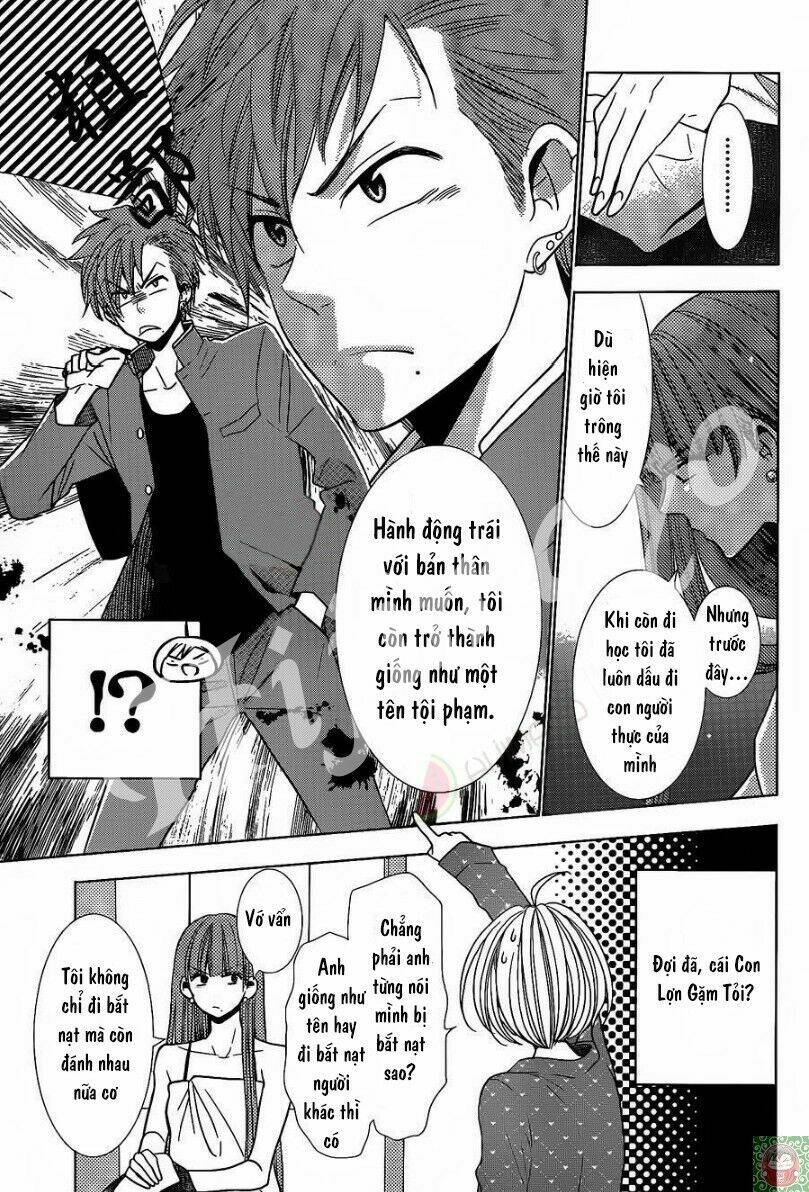 .........
Dù
hiện
giờ tôi
trông
thế này
Nhưng
trước
đây...
Khi còn đi
học tôi đã
luôn dấu đi
con người
thực của
mình
粗
鄙
Hành động trái
với bản thân
mình muốn, tôi
còn trở thành
giống như một
tên tội phạm.
!?
Đợi đã, cái Con
Lợn Gặm Tỏi?
Chẳng
phải anh
từng nói
mình bị
bắt nạt
sao?
Anh
giống như
tên hay
đi bắt nạt
người
khác thì
có
Vớ vẩn
Tôi không
chỉ đi bắt
nạt mà còn
đánh nhau
nữa cơ